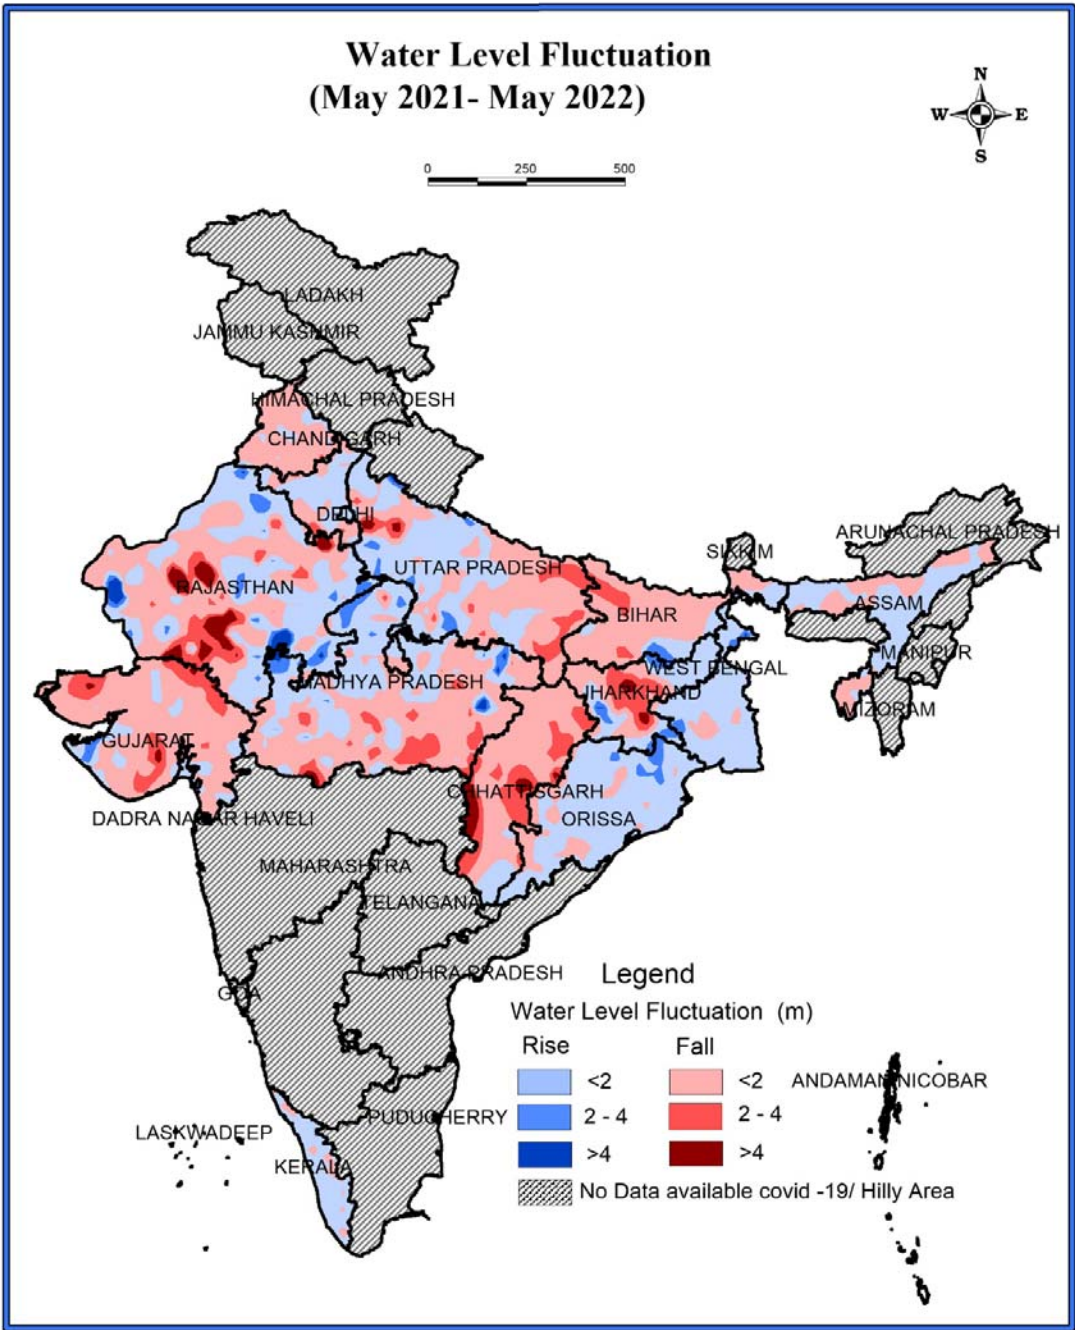 Water Level Fluctuation
(May 2021- May 2022)
N
W E
S
0 250 500
LADAKH
JAMMU KASHMIR
HIMACHAL PRADESH
CHANDIGARH
DELHI
ARUNACHAL PRADESH
SIKKIM
UTTAR PRADESH
RAJASTHAN
ASSAM
BIHAR
MANIPUR
WEST BENGAL
MADHYA PRADESH
JHARKHAND
MIZORAM
GUJARAT
CHHATTISGARH
DADRA NAGAR HAVELI
ORISSA
MAHARASHTRA
TELANGANA
ANDHRA PRADESH
GOA
Legend
Water Level Fluctuation (m)
Rise Fall
<2 <2
ANDAMAN NICOBAR
2 - 4 2 - 4
PUDUCHERRY
LASKWADEEP
>4 >4
KERALA
No Data available covid -19/ Hilly Area